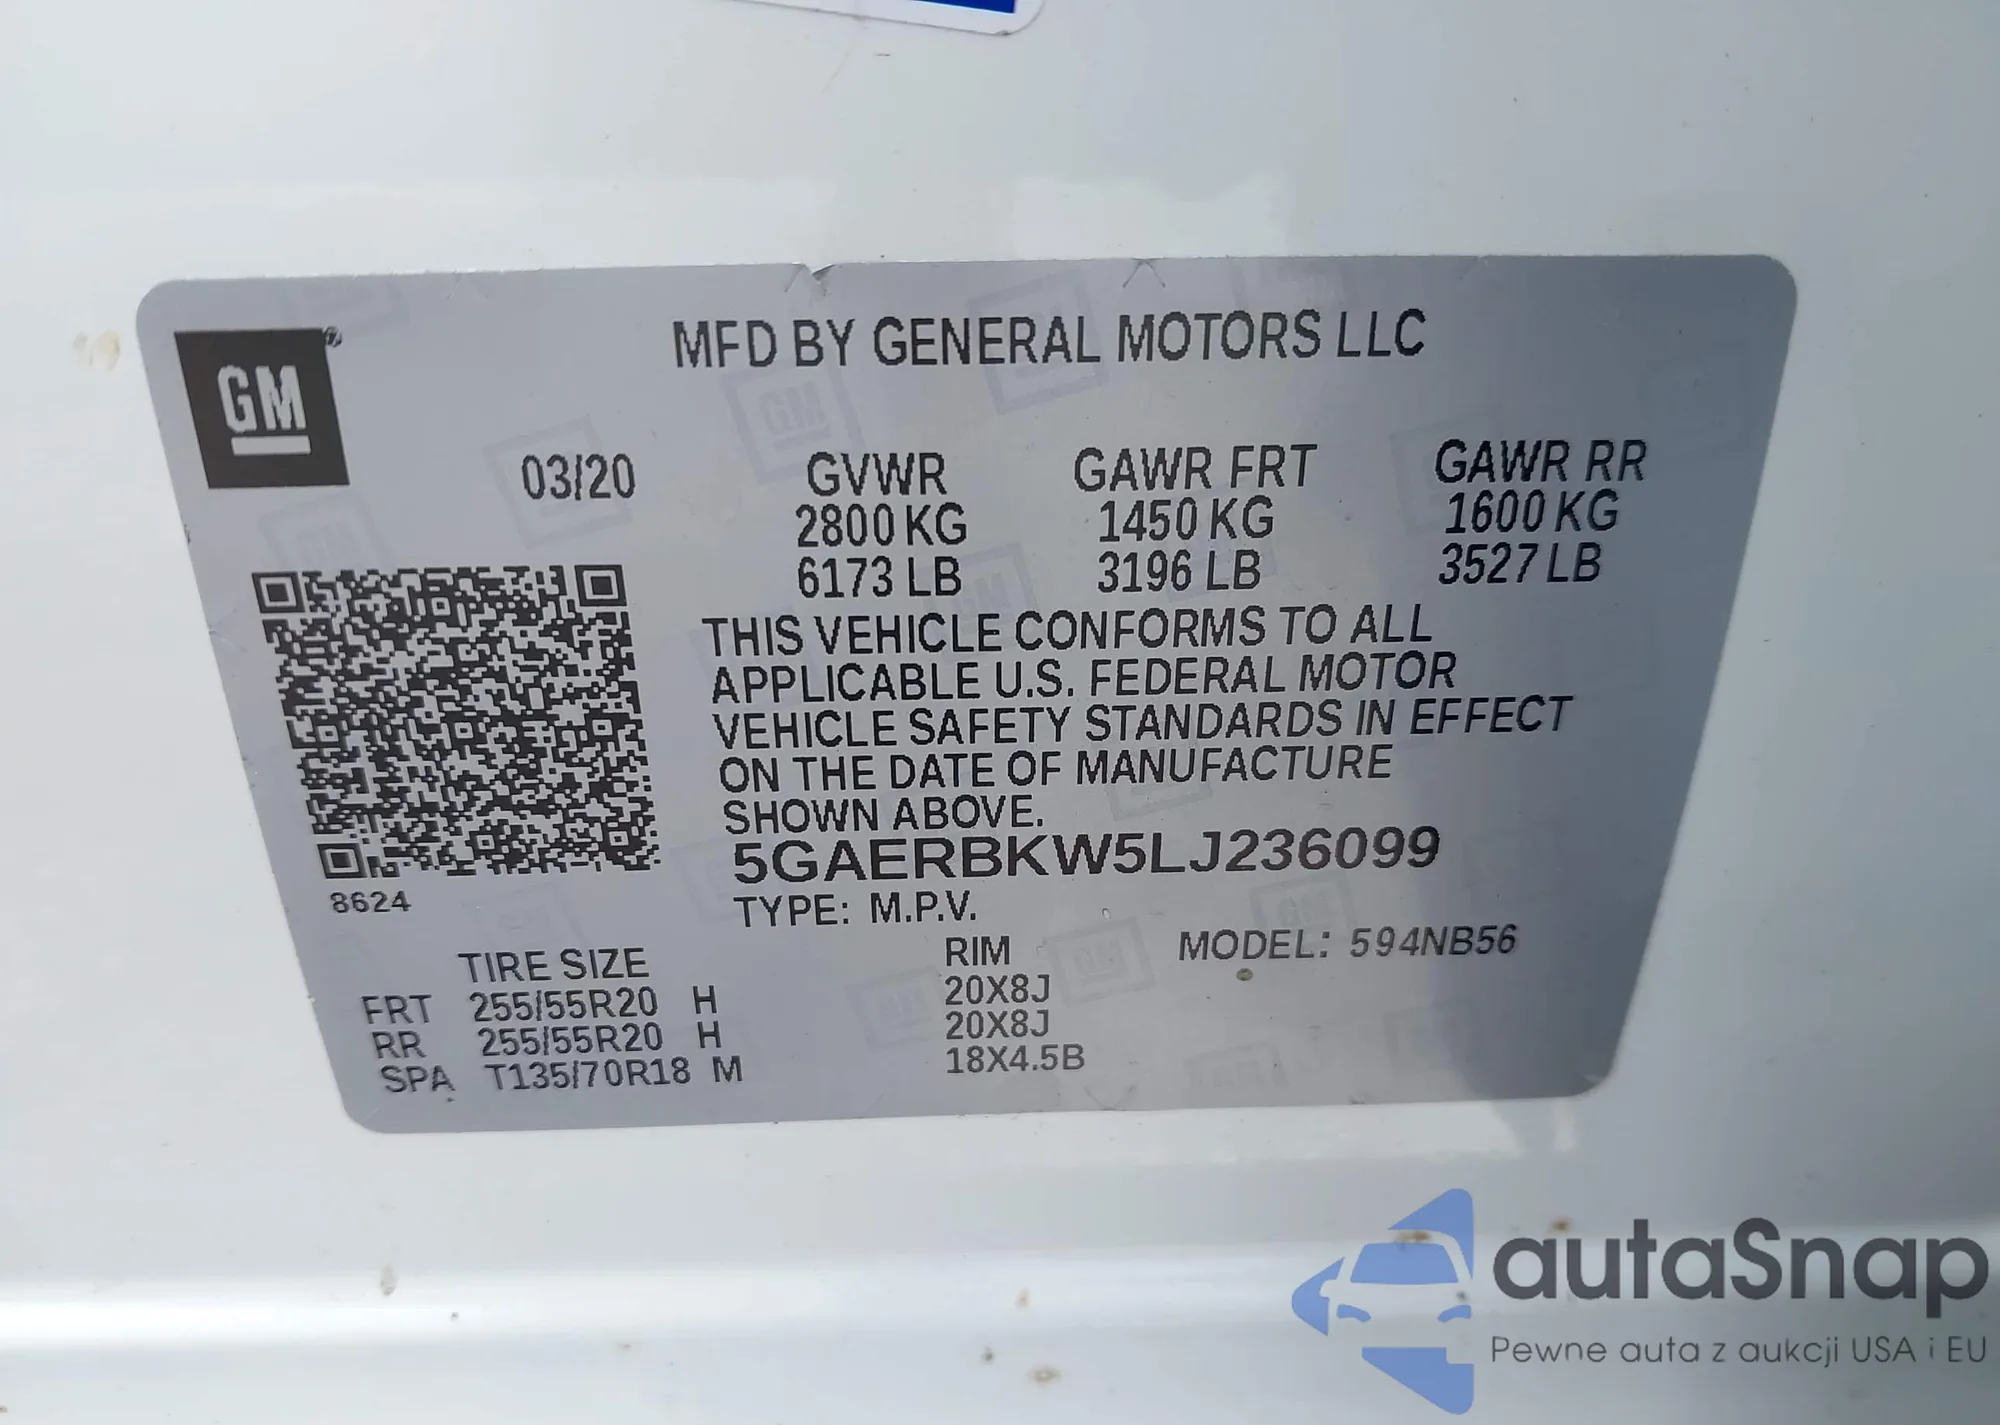 GM
MFD BY GENERAL MOTORS LLC
03/20 GVWR GAWR FRT GAWR RR
2800 KG 1450 KG 1600 KG
6173 LB 3196 LB 3527 LB
THIS VEHICLE CONFORMS TO ALL
APPLICABLE U.S. FEDERAL MOTOR
VEHICLE SAFETY STANDARDS IN EFFECT
ON THE DATE OF MANUFACTURE
SHOWN ABOVE.
5GAERBKW5LJ236099
8624
TYPE: M.P.V.
TIRE SIZE RIM MODEL: 594NB56
FRT 255/55R20 H 20X8J
RR 255/55R20 H 20X8J
SPA T135/70R18 M 18X4.5B
autaSnap
Pewne auta z aukcji USA i EU